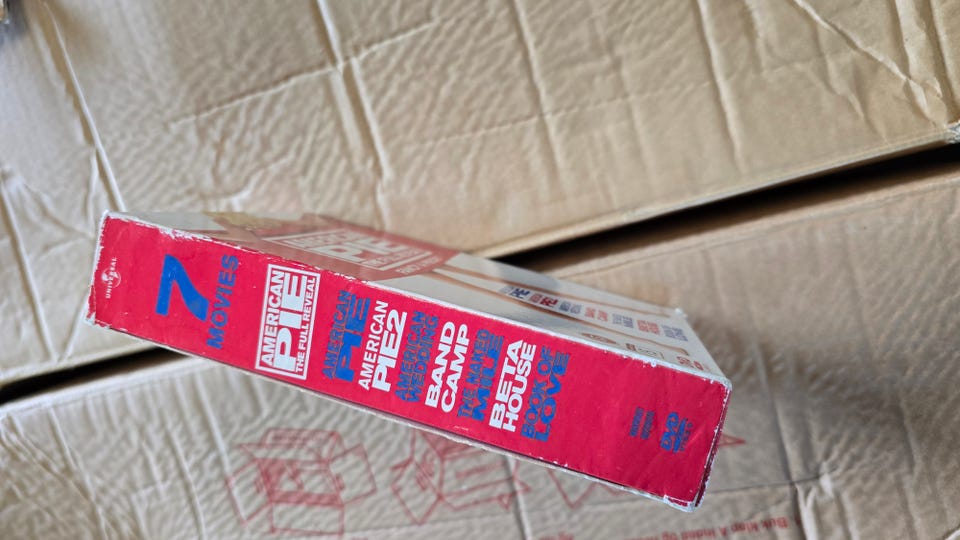 UNIVERSAL
7
MOVIES
AMERICAN
PIE
THE FULL REVEAL
AMERICAN
PIE
AMERICAN
PIE2
AMERICAN
WEDDING
BAND
CAMP
THE NAKED
MILE
BETA
HOUSE
BOOK OF
LOVE
DVD